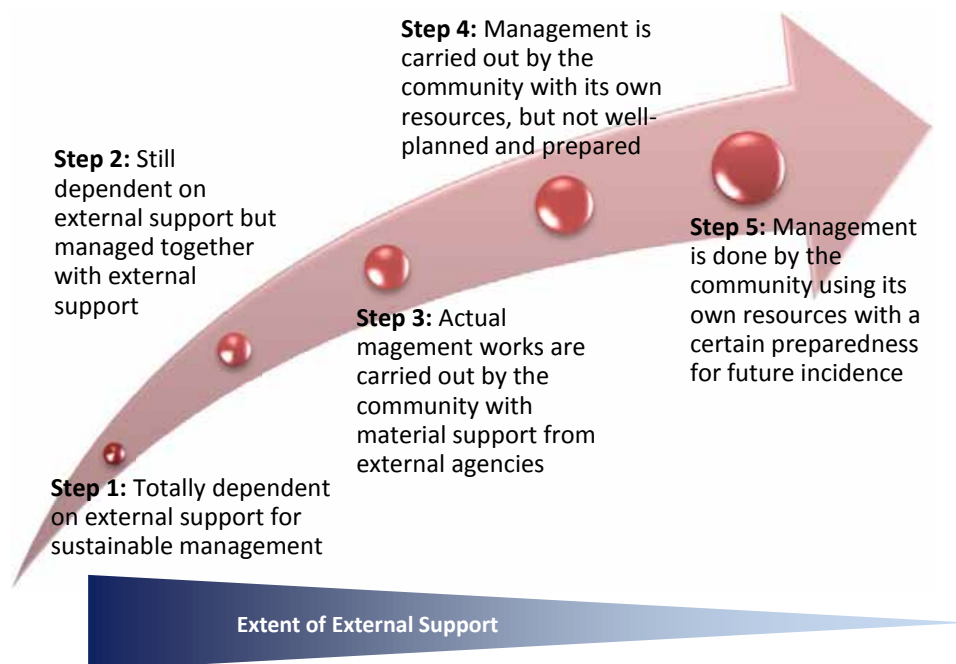 Step 1: Totally dependent
on external support for
sustainable management
Step 2: Still
dependent on
external support but
managed together
with external
support
Step 3: Actual
magement works are
carried out by the
community with
material support from
external agencies
Step 4: Management is
carried out by the
community with its own
resources, but not well-
planned and prepared
Step 5: Management
is done by the
community using its
own resources with a
certain preparedness
for future incidence
Extent of External Support